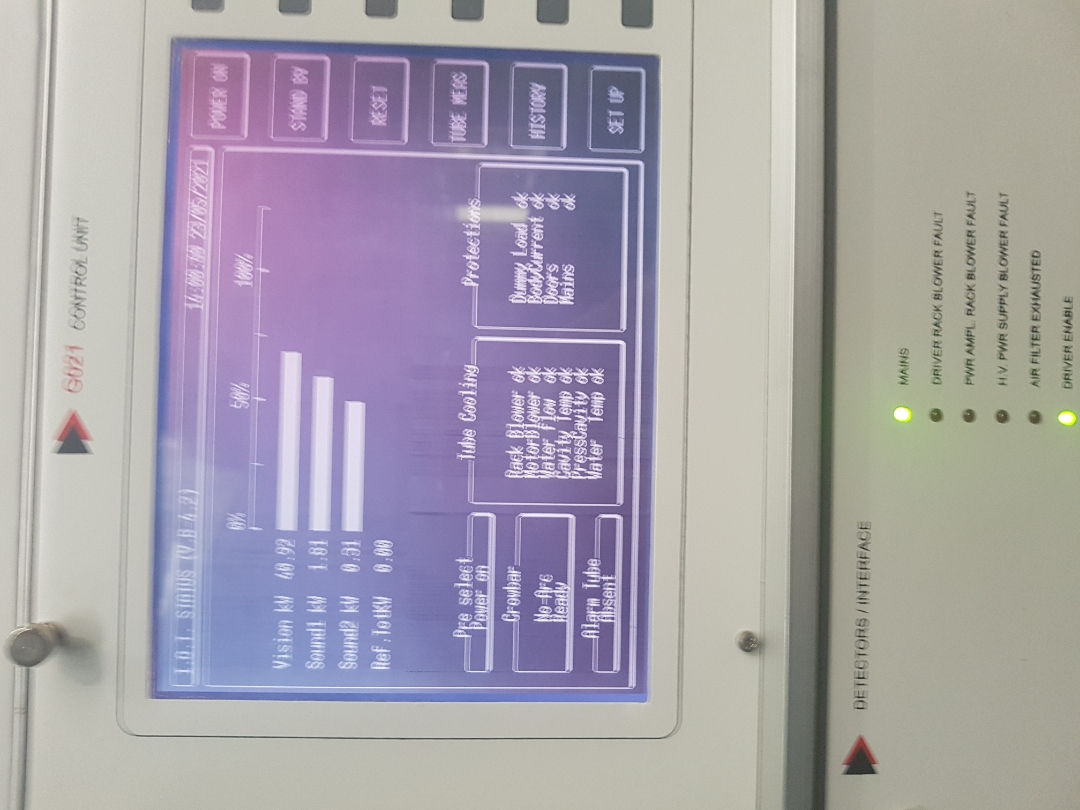 G021 CONTROL UNIT
I.O.T. STATUS (V.B 4.2) 14:00:40 23/05/2021
0% 50% 100%
Vision kW 40.92
Sound1 kW 1.81
Sound2 kW 0.31
Ref.TotKW 0.00
Pre select
Power on
Crowbar
No-Arc
Ready
Alarm Tube
Absent
Tube Cooling
Rack Blower ok
MotorBlower ok
Water Flow ok
Cavity Temp ok
PressCavity ok
Water Temp ok
Protections
Dummy Load ok
BodyCurrent ok
Doors ok
Mains ok
POWER ON
STAND BY
RESET
TUBE MEAS
HISTORY
SET UP
DETECTORS / INTERFACE
MAINS
DRIVER RACK BLOWER FAULT
PWR AMPL. RACK BLOWER FAULT
H.V. PWR SUPPLY BLOWER FAULT
AIR FILTER EXHAUSTED
DRIVER ENABLE